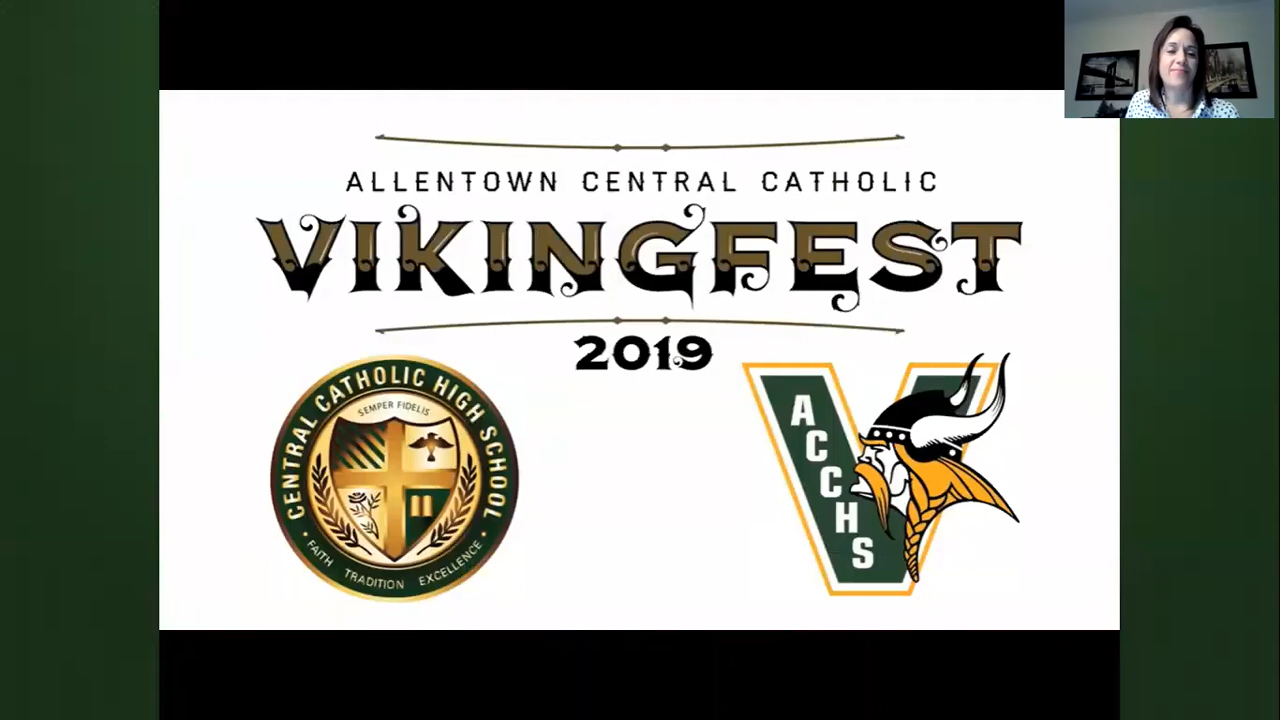 ALLENTOWN CENTRAL CATHOLIC
VIKINGFEST
2019
CENTRAL CATHOLIC HIGH SCHOOL
SEMPER FIDELIS
FAITH TRADITION EXCELLENCE
ACCHS